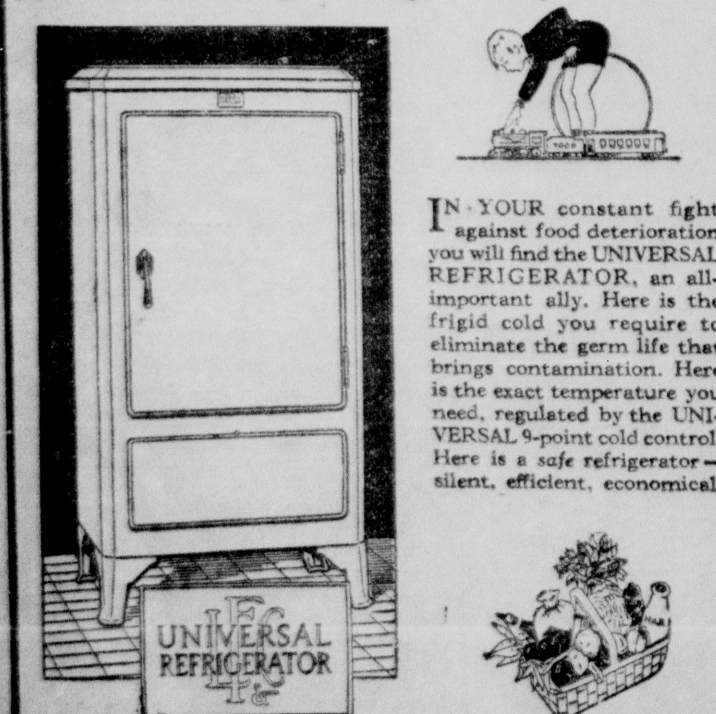 IN YOUR constant fight
against food deterioration
you will find the UNIVERSAL
REFRIGERATOR, an all-
important ally. Here is the
frigid cold you require to
eliminate the germ life that
brings contamination. Here
is the exact temperature you
need, regulated by the UNI-
VERSAL 9-point cold control.
Here is a safe refrigerator—
silent, efficient, economical
UNIVERSAL
REFRIGERATOR